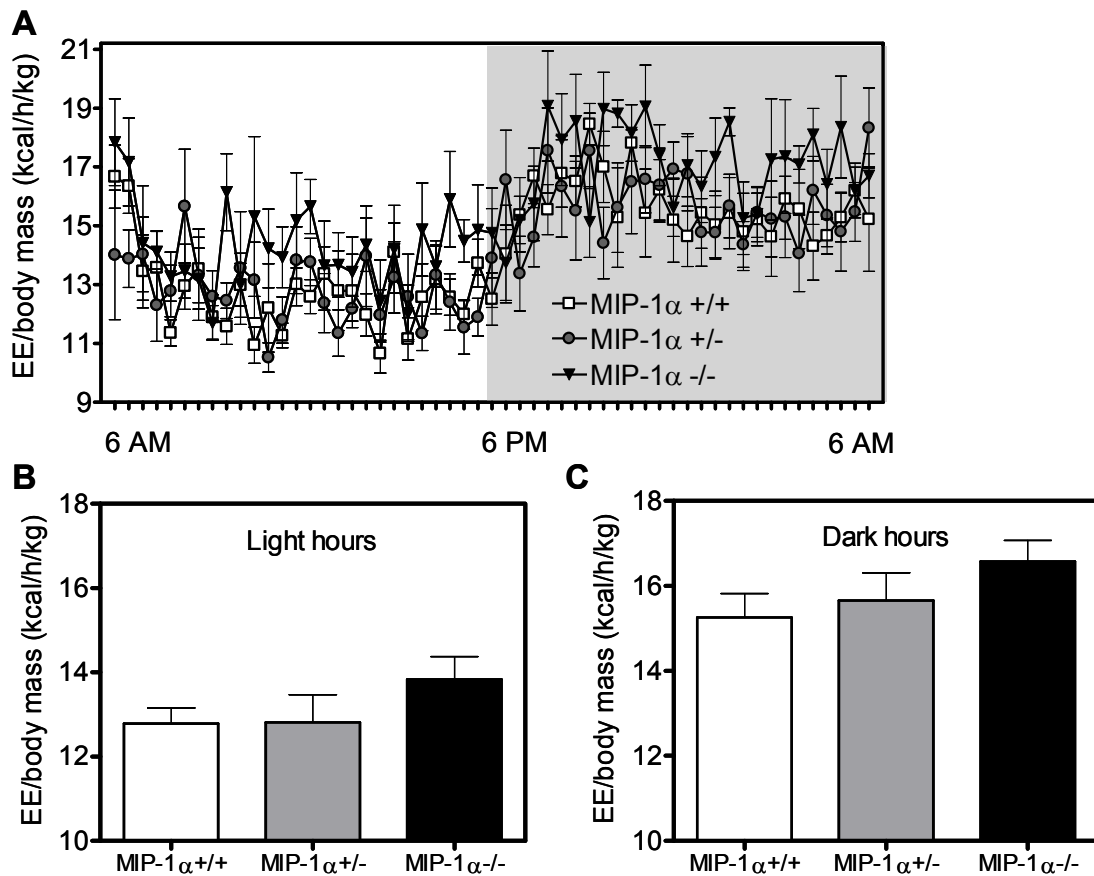 A
EE/body mass (kcal/h/kg)
21
19
17
15
13
11
9
MIP-1α +/+
MIP-1α +/-
MIP-1α -/-
6 AM
6 PM
6 AM
B
EE/body mass (kcal/h/kg)
18
16
14
12
10
Light hours
MIP-1α+/+
MIP-1α+/-
MIP-1α-/-
C
EE/body mass (kcal/h/kg)
18
16
14
12
10
Dark hours
MIP-1α+/+
MIP-1α+/-
MIP-1α-/-